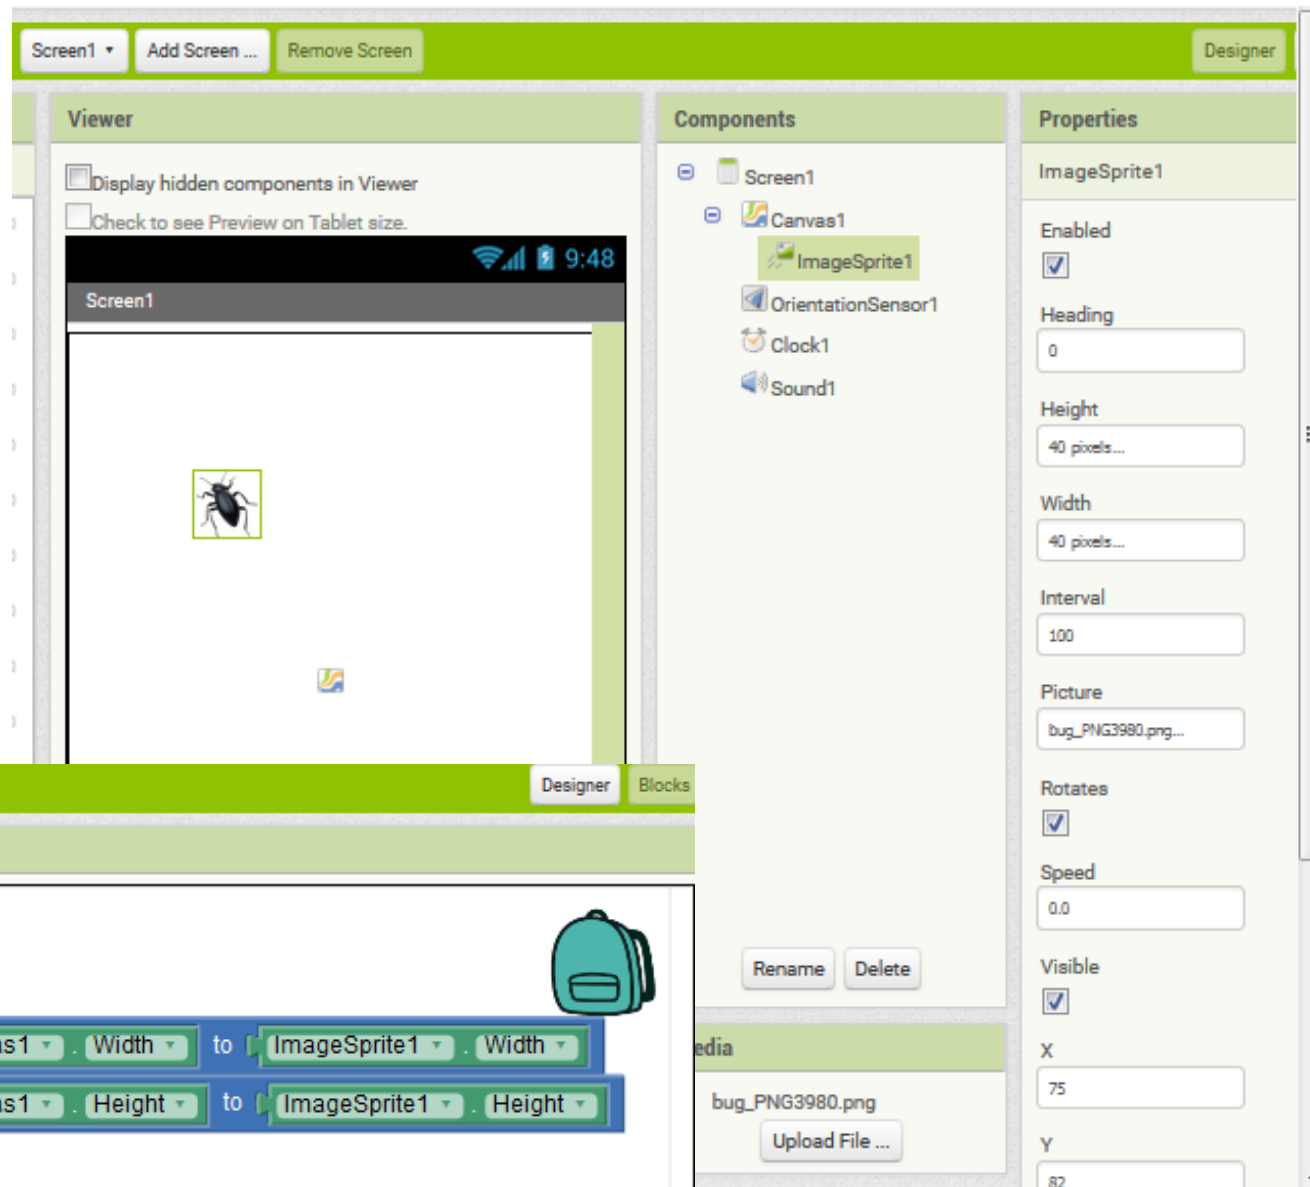 Screen1 Add Screen ... Remove Screen Designer
Viewer
Display hidden components in Viewer
Check to see Preview on Tablet size.
9:48
Screen1
Components
Screen1
Canvas1
ImageSprite1
OrientationSensor1
Clock1
Sound1
Rename Delete
edia
bug_PNG3980.png
Upload File ...
Properties
ImageSprite1
Enabled
Heading
0
Height
40 pixels...
Width
40 pixels...
Interval
100
Picture
bug_PNG3980.png...
Rotates
Speed
0.0
Visible
X
75
Y
82
Designer Blocks
as1 . Width to ImageSprite1 . Width
as1 . Height to ImageSprite1 . Height